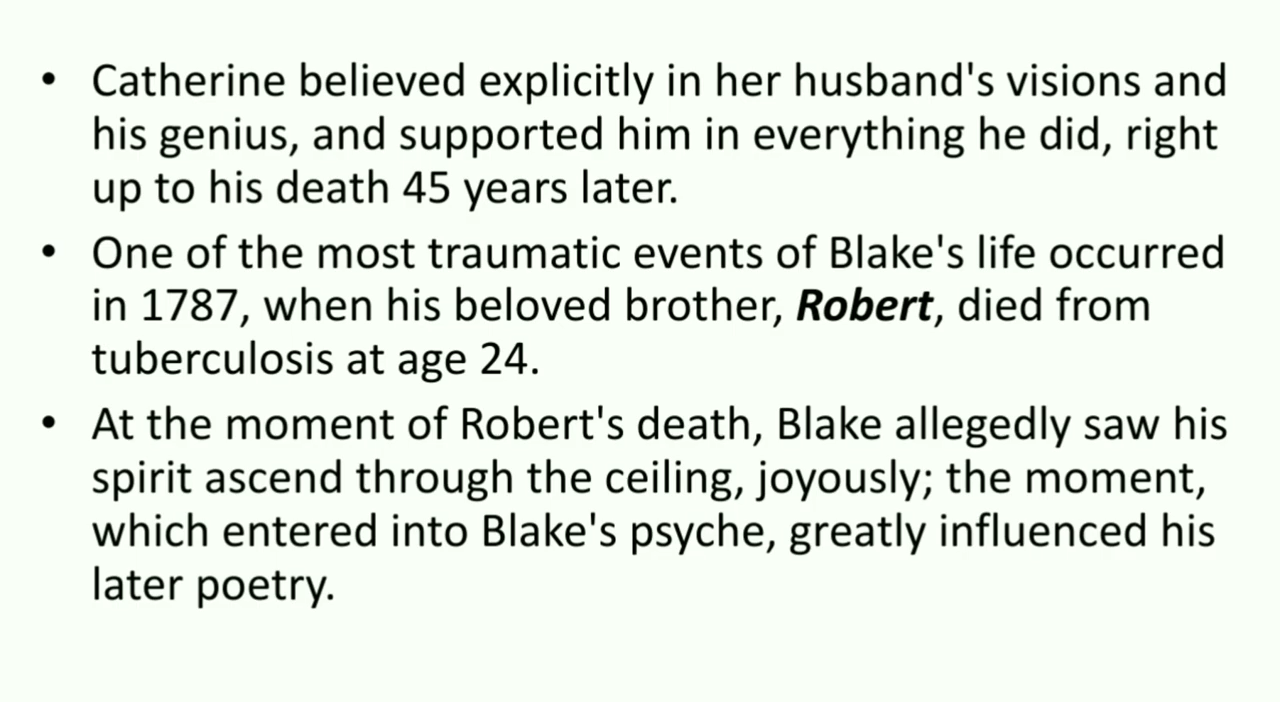 • Catherine believed explicitly in her husband's visions and
his genius, and supported him in everything he did, right
up to his death 45 years later.
• One of the most traumatic events of Blake's life occurred
in 1787, when his beloved brother, Robert, died from
tuberculosis at age 24.
• At the moment of Robert's death, Blake allegedly saw his
spirit ascend through the ceiling, joyously; the moment,
which entered into Blake's psyche, greatly influenced his
later poetry.